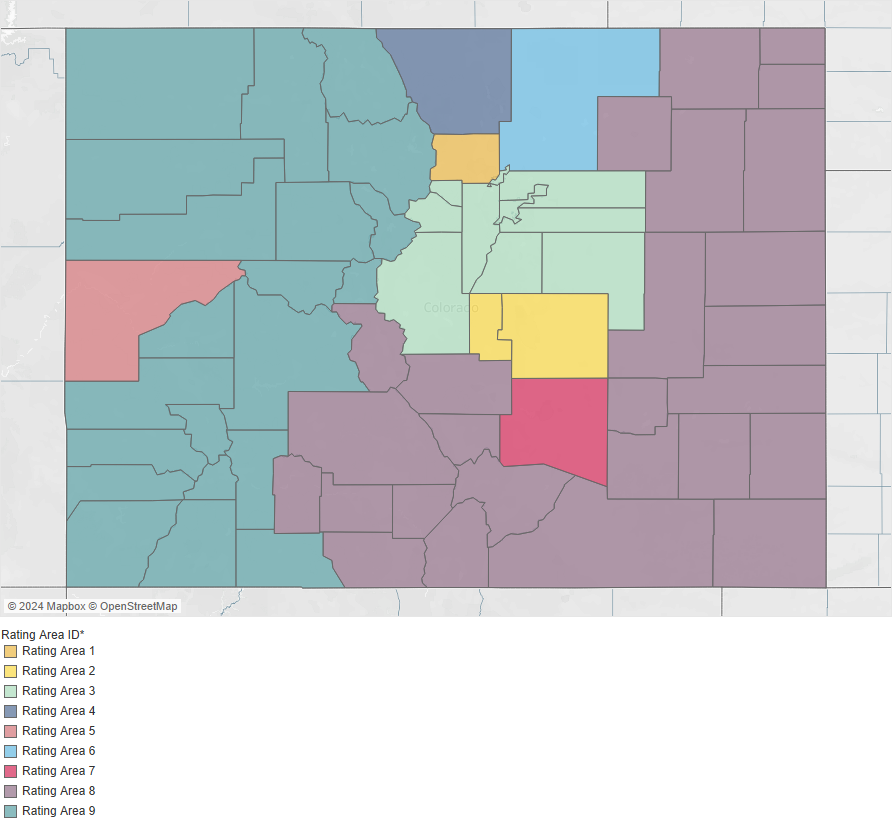 Colorado
© 2024 Mapbox © OpenStreetMap
Rating Area ID*
Rating Area 1
Rating Area 2
Rating Area 3
Rating Area 4
Rating Area 5
Rating Area 6
Rating Area 7
Rating Area 8
Rating Area 9